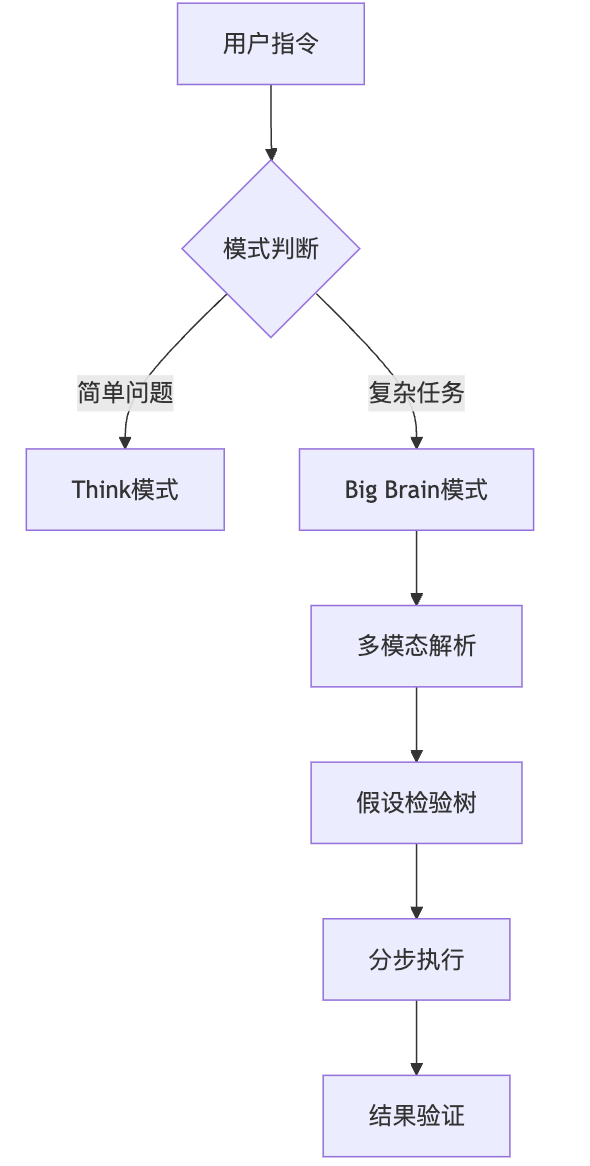 用户指令
模式判断
简单问题
复杂任务
Think模式
Big Brain模式
多模态解析
假设检验树
分步执行
结果验证